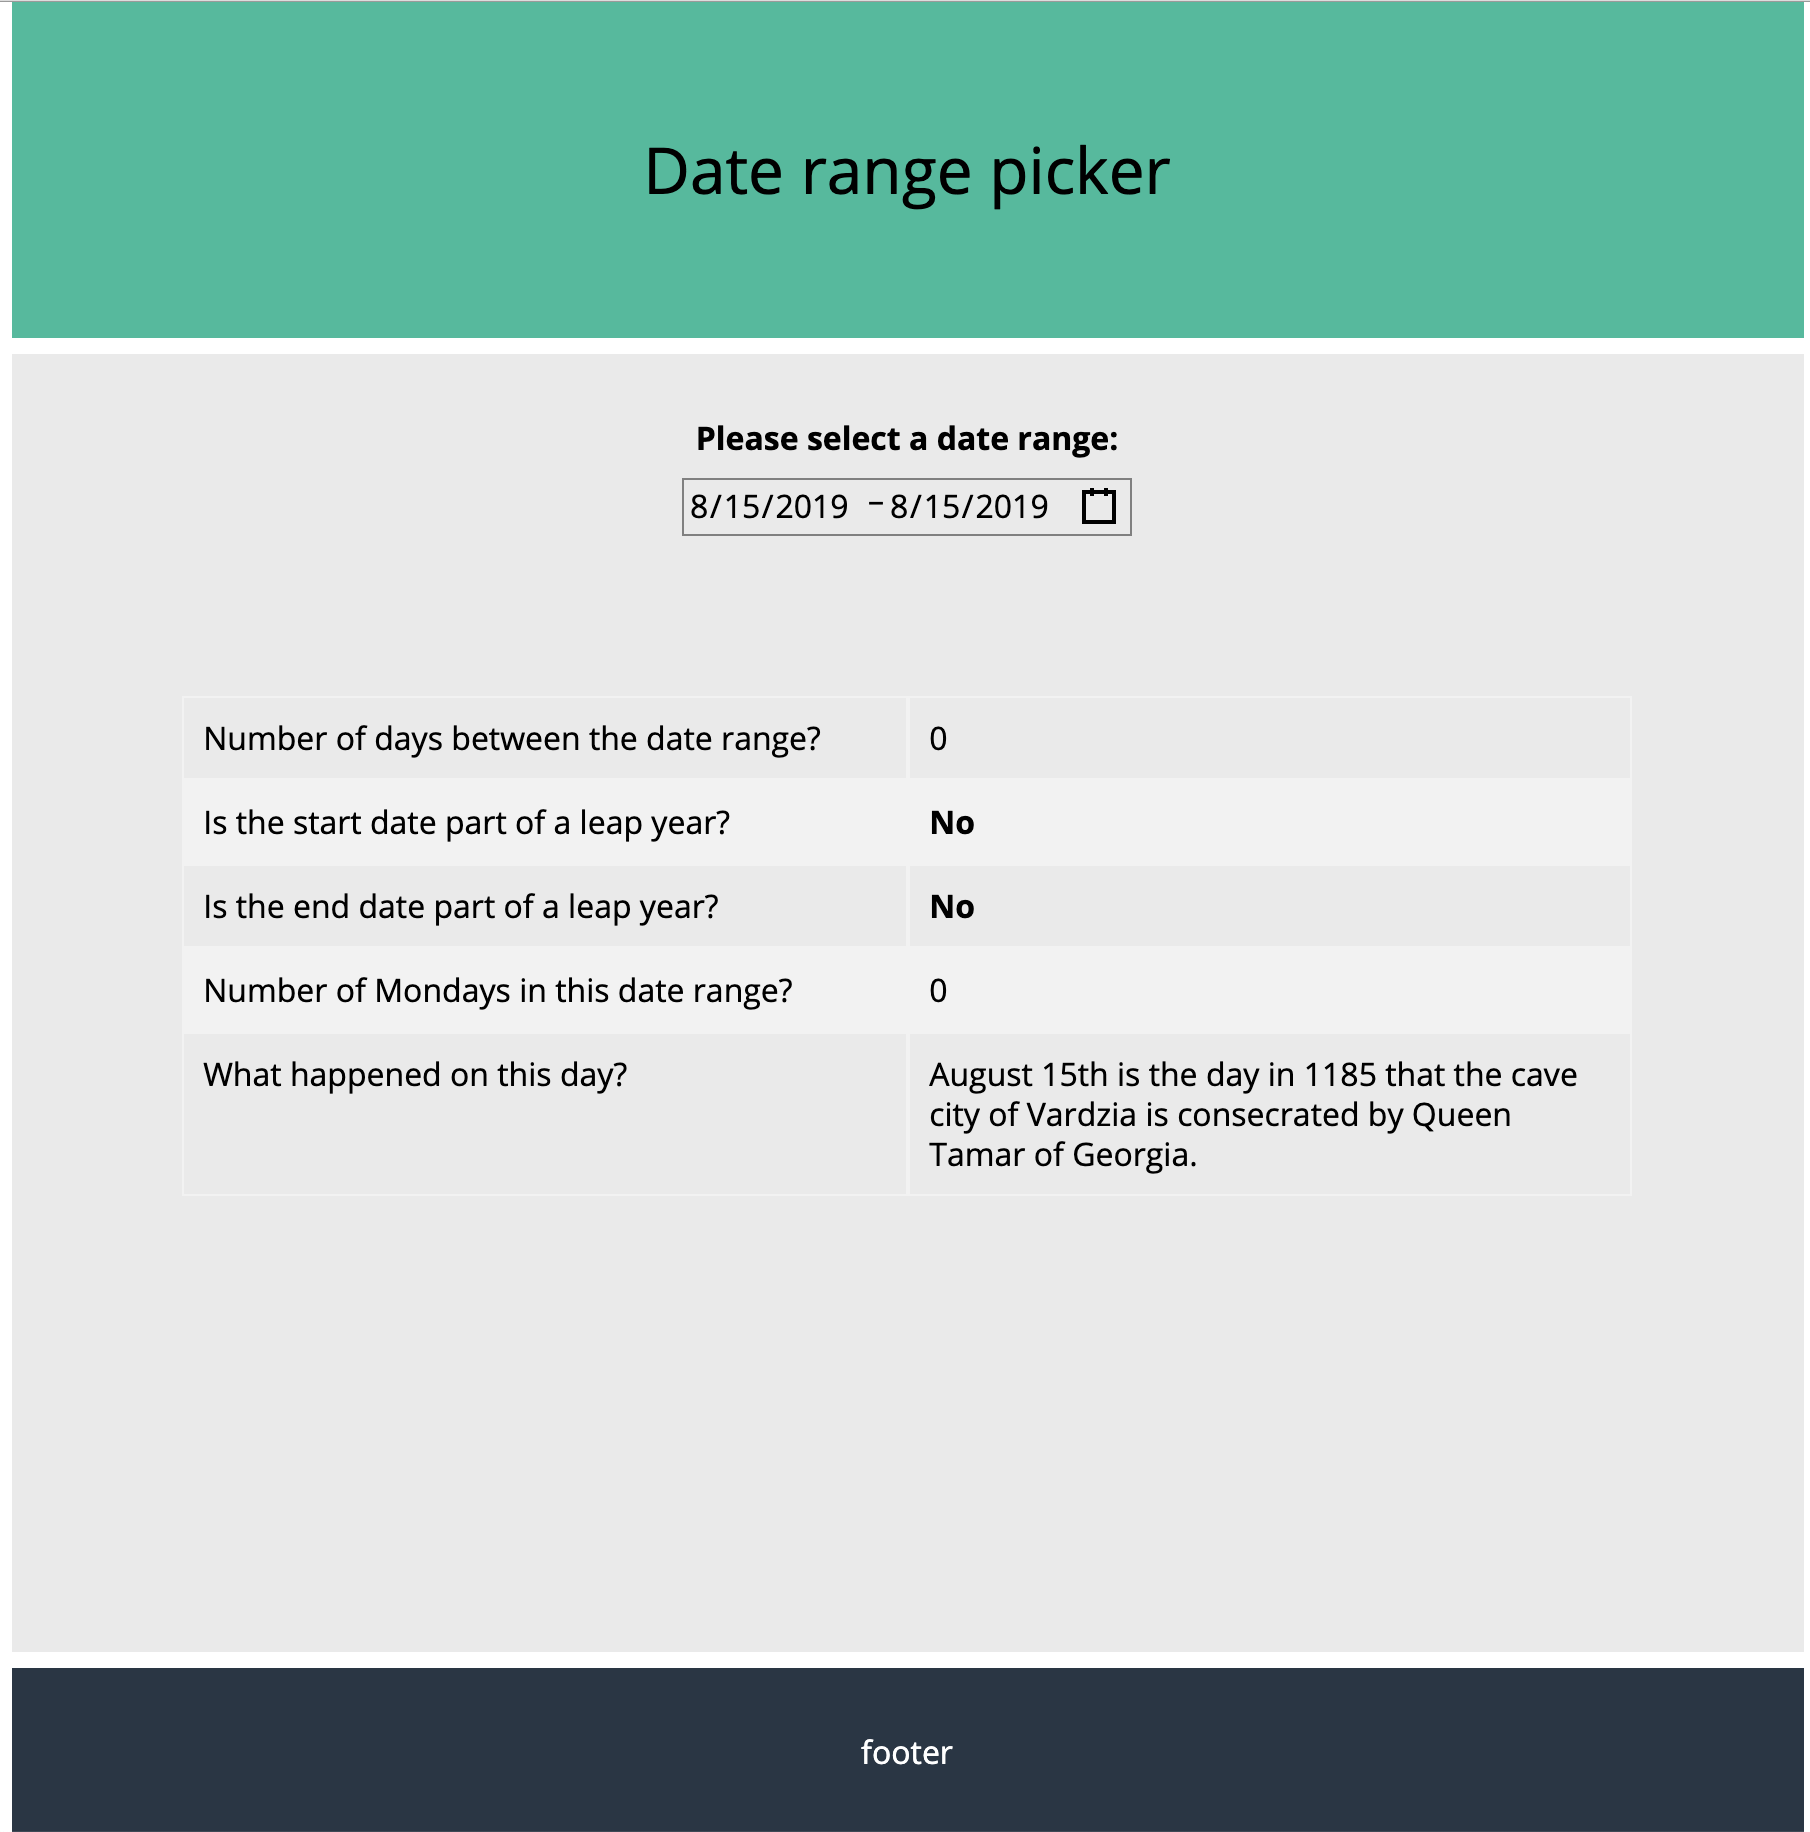 Date range picker
Please select a date range:
8/15/2019 – 8/15/2019
Number of days between the date range? 0
Is the start date part of a leap year? No
Is the end date part of a leap year? No
Number of Mondays in this date range? 0
What happened on this day? August 15th is the day in 1185 that the cave
city of Vardzia is consecrated by Queen
Tamar of Georgia.
footer